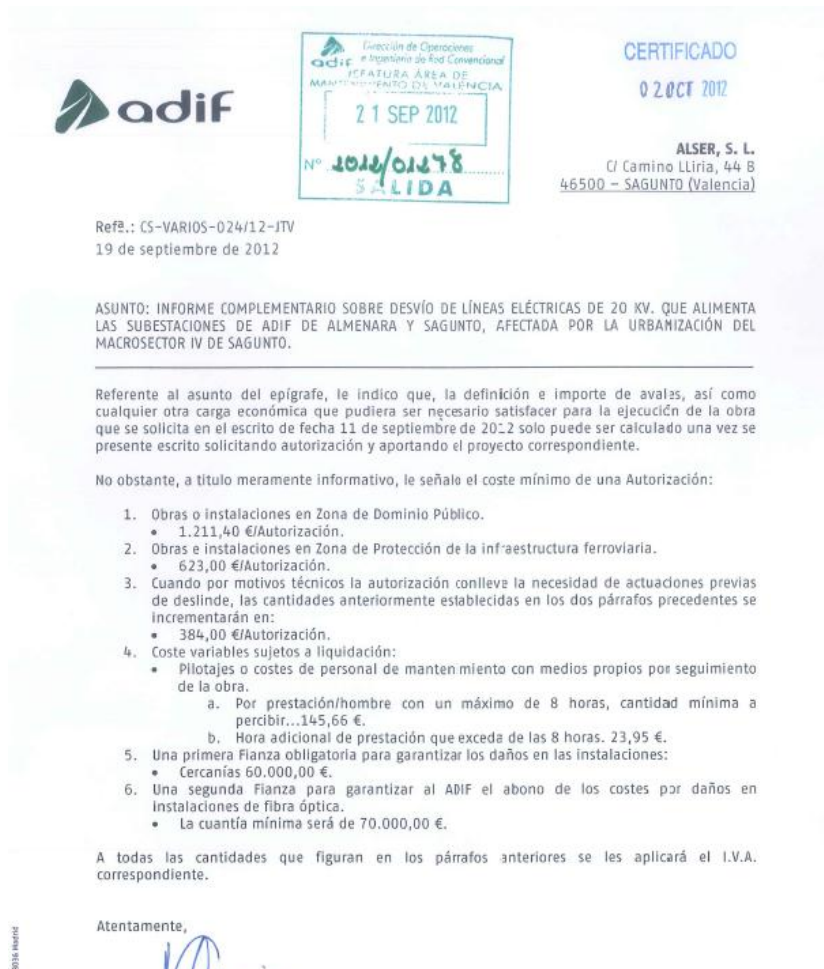 adif
adif
Dirección de Operaciones
e Ingeniería de Red Convencional
JEFATURA ÁREA DE
MANTENIMIENTO DE VALENCIA
21 SEP 2012
Nº 2012/01278
SALIDA
CERTIFICADO
02 OCT 2012
ALSER, S. L.
C/ Camino LLiria, 44 B
46500 – SAGUNTO (Valencia)
Refª.: CS-VARIOS-024/12-JTV
19 de septiembre de 2012
ASUNTO: INFORME COMPLEMENTARIO SOBRE DESVÍO DE LÍNEAS ELÉCTRICAS DE 20 KV. QUE ALIMENTA
LAS SUBESTACIONES DE ADIF DE ALMENARA Y SAGUNTO, AFECTADA POR LA URBANIZACIÓN DEL
MACROSECTOR IV DE SAGUNTO.
Referente al asunto del epígrafe, le indico que, la definición e importe de avales, así como
cualquier otra carga económica que pudiera ser necesario satisfacer para la ejecución de la obra
que se solicita en el escrito de fecha 11 de septiembre de 2012 solo puede ser calculado una vez se
presente escrito solicitando autorización y aportando el proyecto correspondiente.
No obstante, a titulo meramente informativo, le señalo el coste mínimo de una Autorización:
1. Obras o instalaciones en Zona de Dominio Público.
• 1.211,40 €/Autorización.
2. Obras e instalaciones en Zona de Protección de la infraestructura ferroviaria.
• 623,00 €/Autorización.
3. Cuando por motivos técnicos la autorización conlleve la necesidad de actuaciones previas
de deslinde, las cantidades anteriormente establecidas en los dos párrafos precedentes se
incrementarán en:
• 384,00 €/Autorización.
4. Coste variables sujetos a liquidación:
• Pilotajes o costes de personal de mantenimiento con medios propios por seguimiento
de la obra.
a. Por prestación/hombre con un máximo de 8 horas, cantidad mínima a
percibir...145,66 €.
b. Hora adicional de prestación que exceda de las 8 horas. 23,95 €.
5. Una primera Fianza obligatoria para garantizar los daños en las instalaciones:
• Cercanías 60.000,00 €.
6. Una segunda Fianza para garantizar al ADIF el abono de los costes por daños en
instalaciones de fibra óptica.
• La cuantía mínima será de 70.000,00 €.
A todas las cantidades que figuran en los párrafos anteriores se les aplicará el I.V.A.
correspondiente.
Atentamente,
Madrid